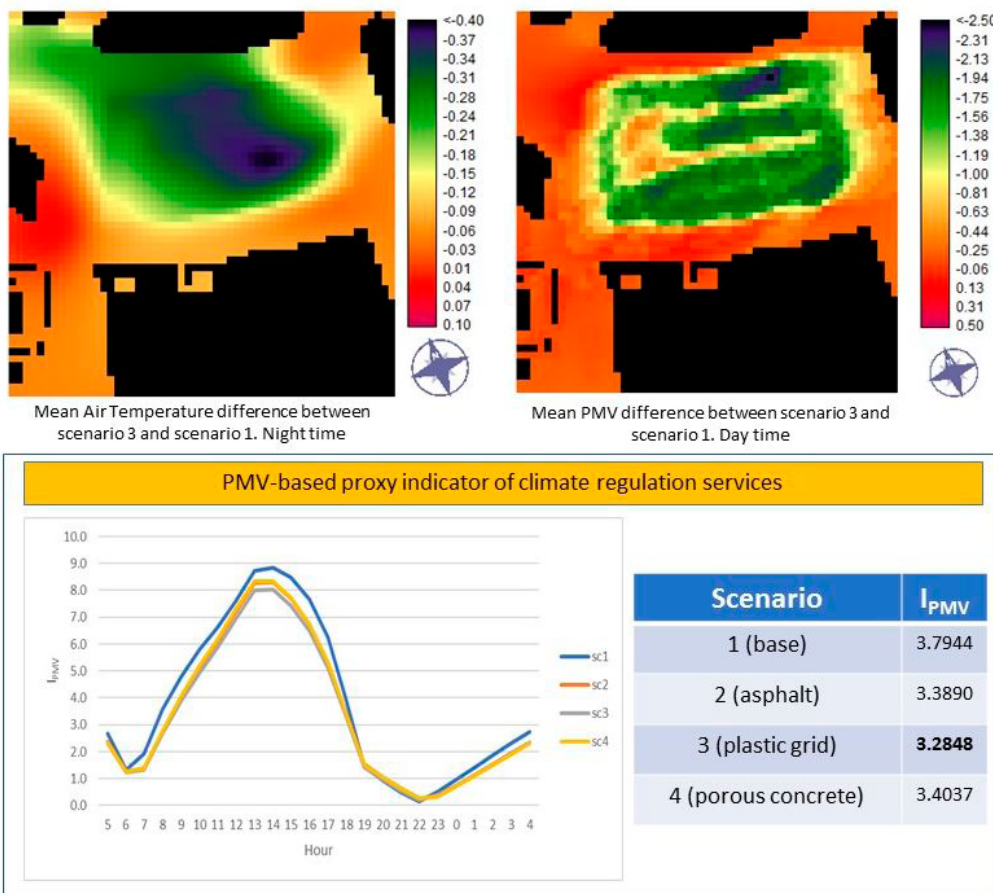 <-0.40
-0.37
-0.34
-0.31
-0.28
-0.24
-0.21
-0.18
-0.15
-0.12
-0.09
-0.06
-0.03
0.01
0.04
0.07
0.10
<-2.50
-2.31
-2.13
-1.94
-1.75
-1.56
-1.38
-1.19
-1.00
-0.81
-0.63
-0.44
-0.25
-0.06
0.13
0.31
0.50
Mean Air Temperature difference between
scenario 3 and scenario 1. Night time
Mean PMV difference between scenario 3 and
scenario 1. Day time
PMV-based proxy indicator of climate regulation services
10.0
9.0
8.0
7.0
6.0
5.0
4.0
3.0
2.0
1.0
0.0
IPMV
5 6 7 8 9 10 11 12 13 14 15 16 17 18 19 20 21 22 23 0 1 2 3 4
Hour
sc1
sc2
sc3
sc4
Scenario IPMV
1 (base) 3.7944
2 (asphalt) 3.3890
3 (plastic grid) 3.2848
4 (porous concrete) 3.4037